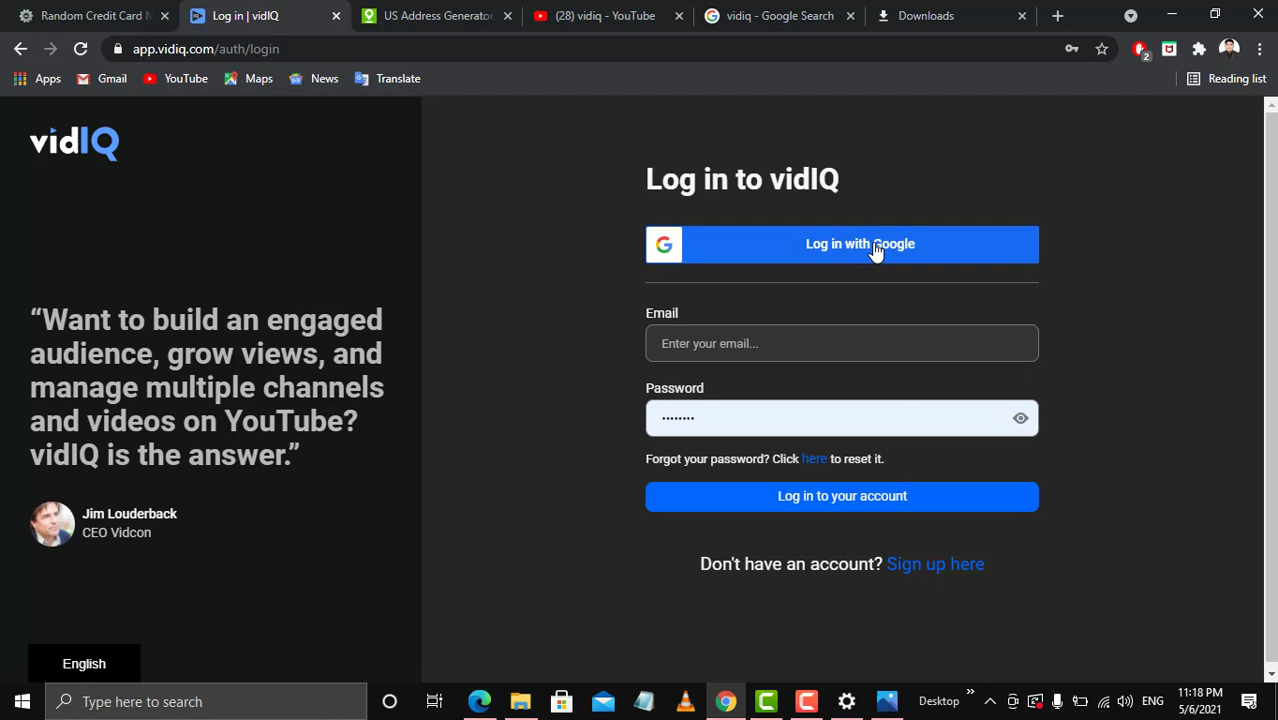 Random Credit Card N
Log in | vidIQ
US Address Generator
(28) vidiq - YouTube
vidiq - Google Search
Downloads
app.vidiq.com/auth/login
2
Apps
Gmail
YouTube
Maps
News
Translate
Reading list
vidIQ
Log in to vidIQ
Log in with Google
Email
Enter your email...
Password
••••••••
Forgot your password? Click here to reset it.
Log in to your account
Don't have an account? Sign up here
“Want to build an engaged
audience, grow views, and
manage multiple channels
and videos on YouTube?
vidIQ is the answer.”
Jim Louderback
CEO Vidcon
English
Type here to search
Desktop
ENG
11:18 PM
5/6/2021